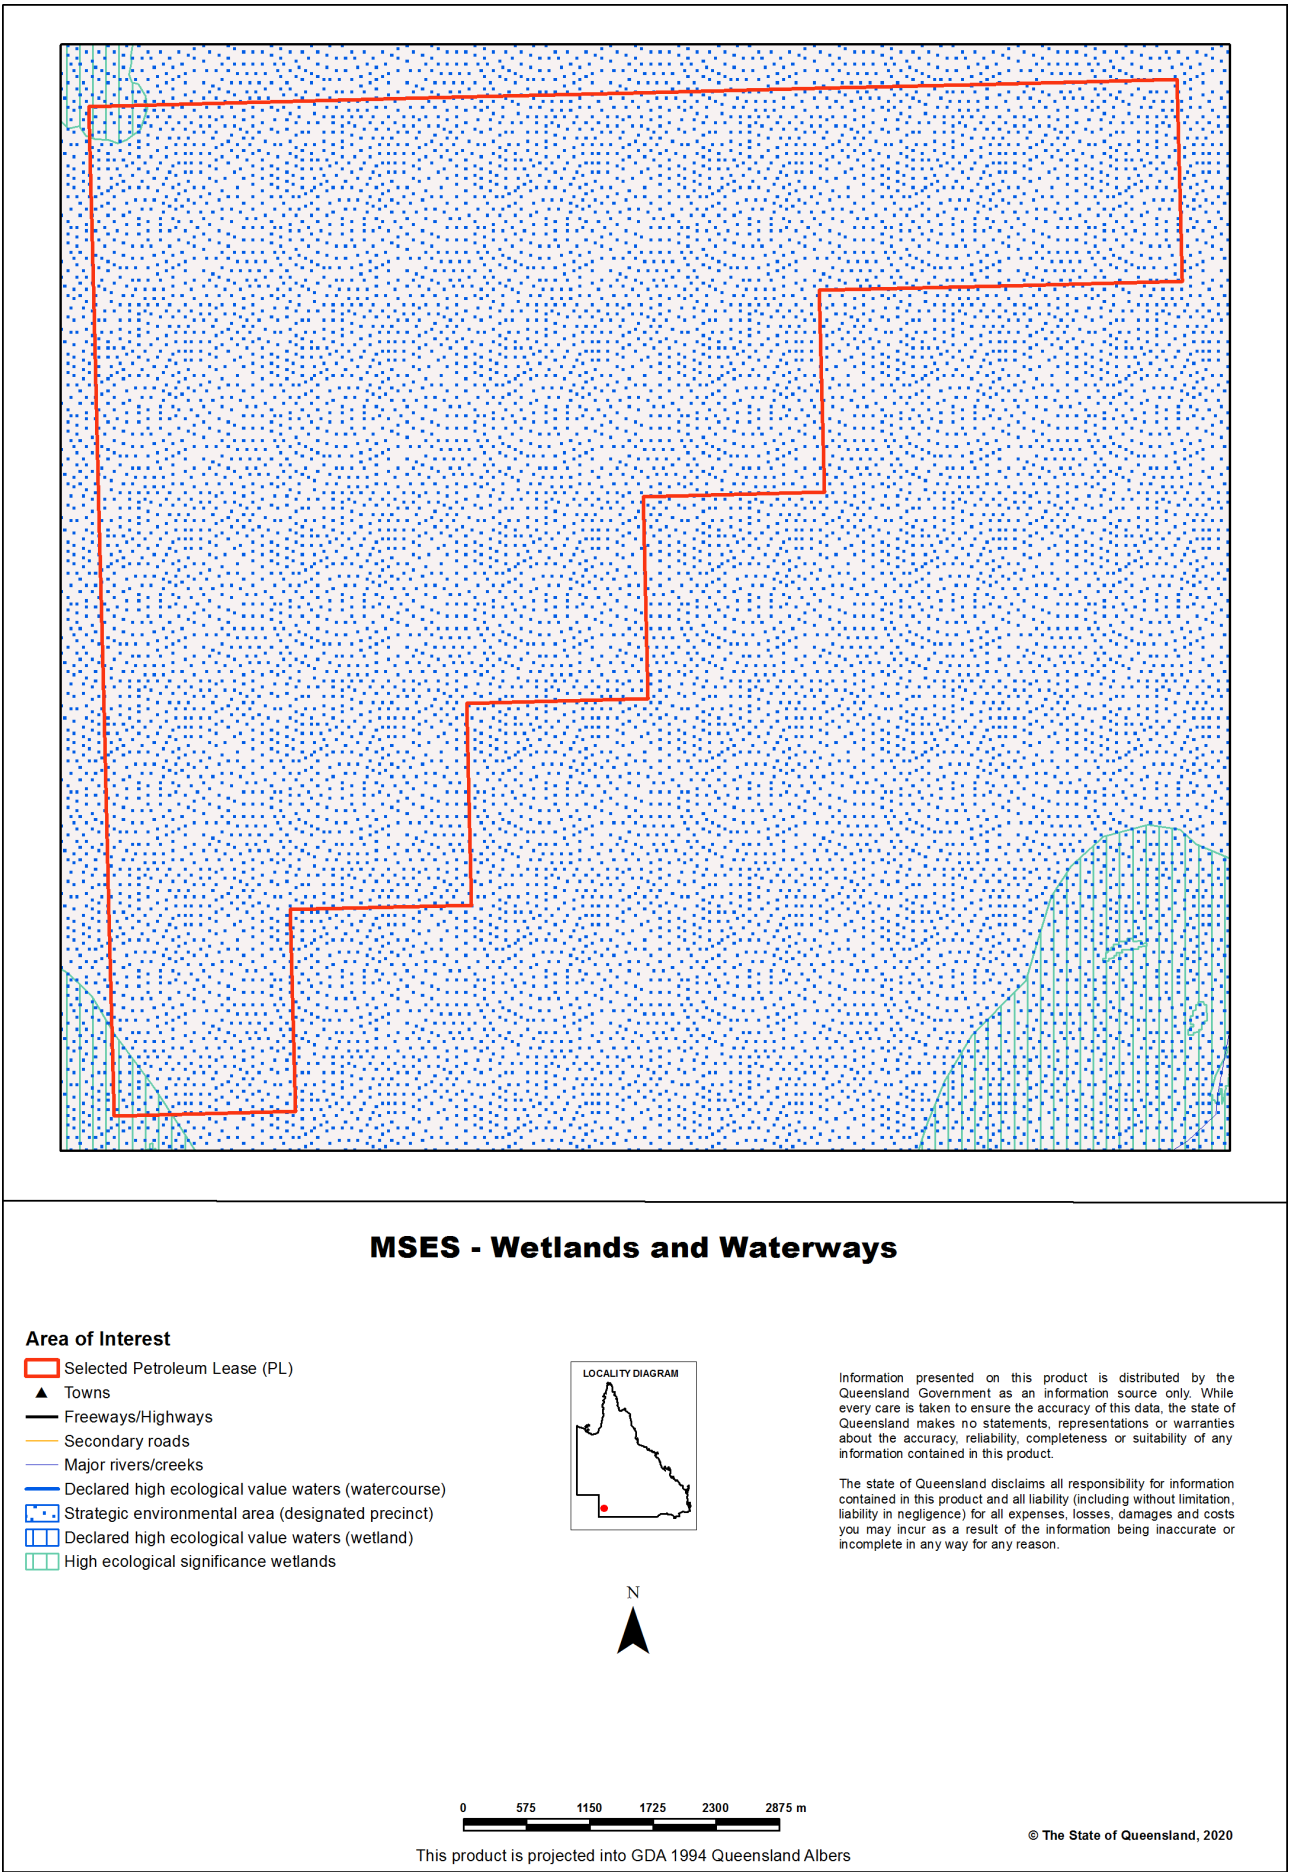 MSES - Wetlands and Waterways
Area of Interest
Selected Petroleum Lease (PL)
Towns
Freeways/Highways
Secondary roads
Major rivers/creeks
Declared high ecological value waters (watercourse)
Strategic environmental area (designated precinct)
Declared high ecological value waters (wetland)
High ecological significance wetlands
LOCALITY DIAGRAM
Information presented on this product is distributed by the
Queensland Government as an information source only. While
every care is taken to ensure the accuracy of this data, the state of
Queensland makes no statements, representations or warranties
about the accuracy, reliability, completeness or suitability of any
information contained in this product.
The state of Queensland disclaims all responsibility for information
contained in this product and all liability (including without limitation,
liability in negligence) for all expenses, losses, damages and costs
you may incur as a result of the information being inaccurate or
incomplete in any way for any reason.
N
0 575 1150 1725 2300 2875 m
This product is projected into GDA 1994 Queensland Albers
© The State of Queensland, 2020